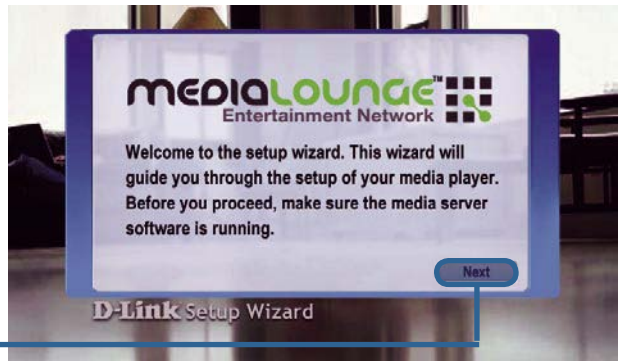 MEDIALOUNGE™
Entertainment Network
Welcome to the setup wizard. This wizard will
guide you through the setup of your media player.
Before you proceed, make sure the media server
software is running.
Next
D-Link Setup Wizard